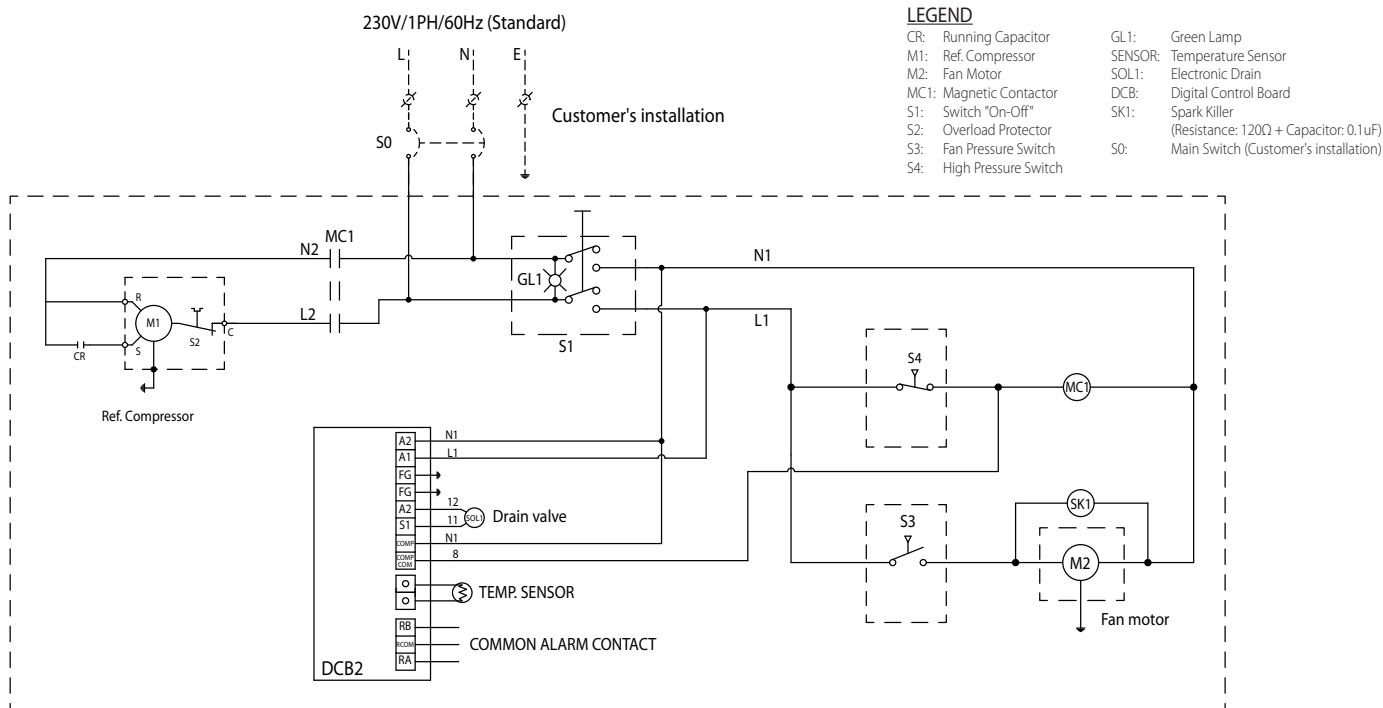 230V/1PH/60Hz (Standard)
L N E
Customer's installation
S0
LEGEND
CR: Running Capacitor
M1: Ref. Compressor
M2: Fan Motor
MC1: Magnetic Contactor
S1: Switch "On-Off"
S2: Overload Protector
S3: Fan Pressure Switch
S4: High Pressure Switch
GL1: Green Lamp
SENSOR: Temperature Sensor
SOL1: Electronic Drain
DCB: Digital Control Board
SK1: Spark Killer
(Resistance: 120Ω + Capacitor: 0.1uF)
S0: Main Switch (Customer's installation)
MC1
N2
L2
R
M1
S
S2
C
CR
Ref. Compressor
GL1
S1
N1
L1
S4
MC1
S3
SK1
M2
Fan motor
A2 N1
A1 L1
FG
FG
A2 12
S1 11
SOL1 Drain valve
COMP N1
COMP COM 8
TEMP. SENSOR
RB
RCOM COMMON ALARM CONTACT
RA
DCB2